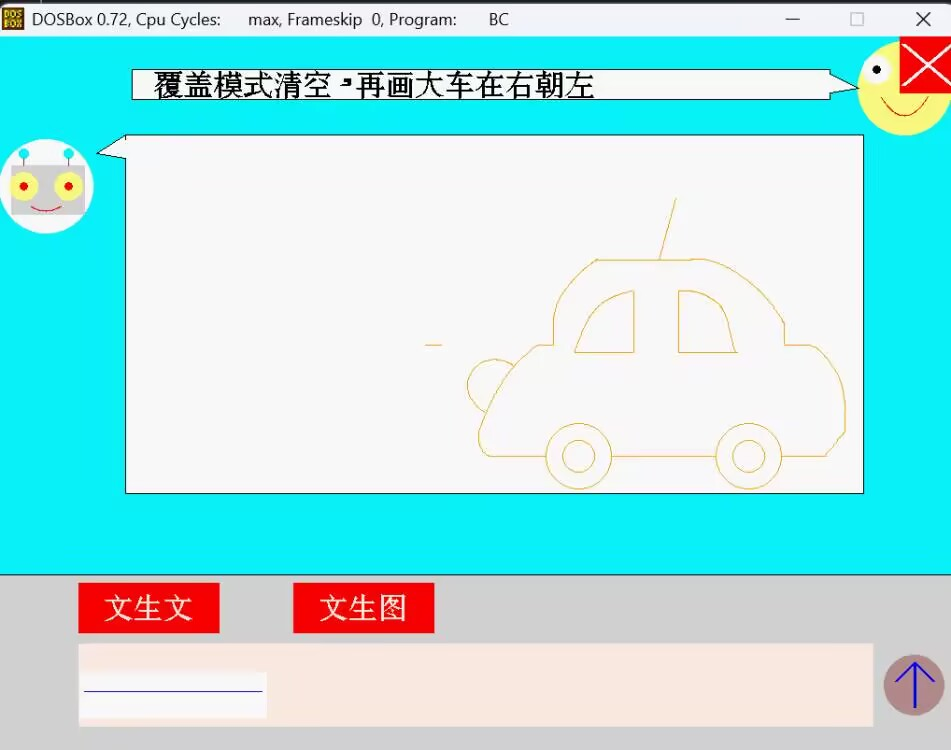 DOSBox 0.72, Cpu Cycles: max, Frameskip 0, Program: BC
覆盖模式清空，再画大车在右朝左
文生文
文生图